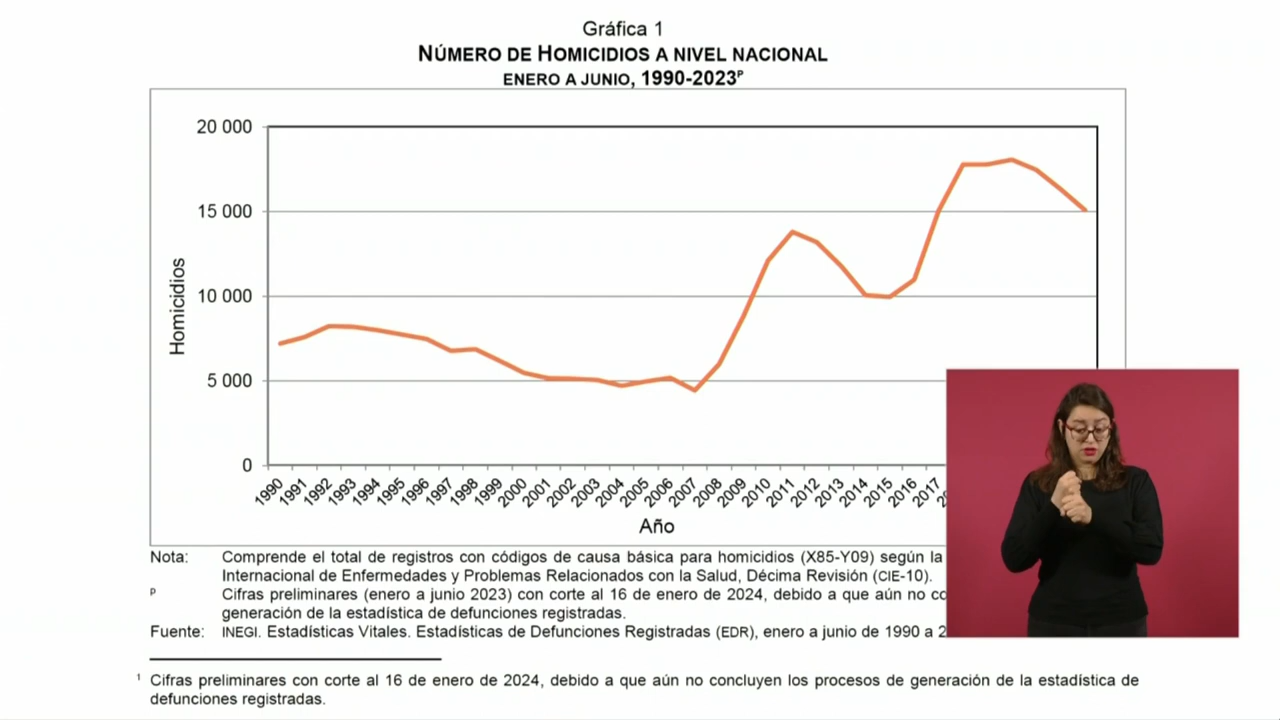 Gráfica 1
NÚMERO DE HOMICIDIOS A NIVEL NACIONAL
ENERO A JUNIO, 1990-2023ᴾ
20 000
15 000
10 000
5 000
0
Homicidios
1990
1991
1992
1993
1994
1995
1996
1997
1998
1999
2000
2001
2002
2003
2004
2005
2006
2007
2008
2009
2010
2011
2012
2013
2014
2015
2016
2017
Año
Nota: Comprende el total de registros con códigos de causa básica para homicidios (X85-Y09) según la
Internacional de Enfermedades y Problemas Relacionados con la Salud, Décima Revisión (CIE-10).
ᴾ Cifras preliminares (enero a junio 2023) con corte al 16 de enero de 2024, debido a que aún no
generación de la estadística de defunciones registradas.
Fuente: INEGI. Estadísticas Vitales. Estadísticas de Defunciones Registradas (EDR), enero a junio de 1990 a
¹ Cifras preliminares con corte al 16 de enero de 2024, debido a que aún no concluyen los procesos de generación de la estadística de
defunciones registradas.